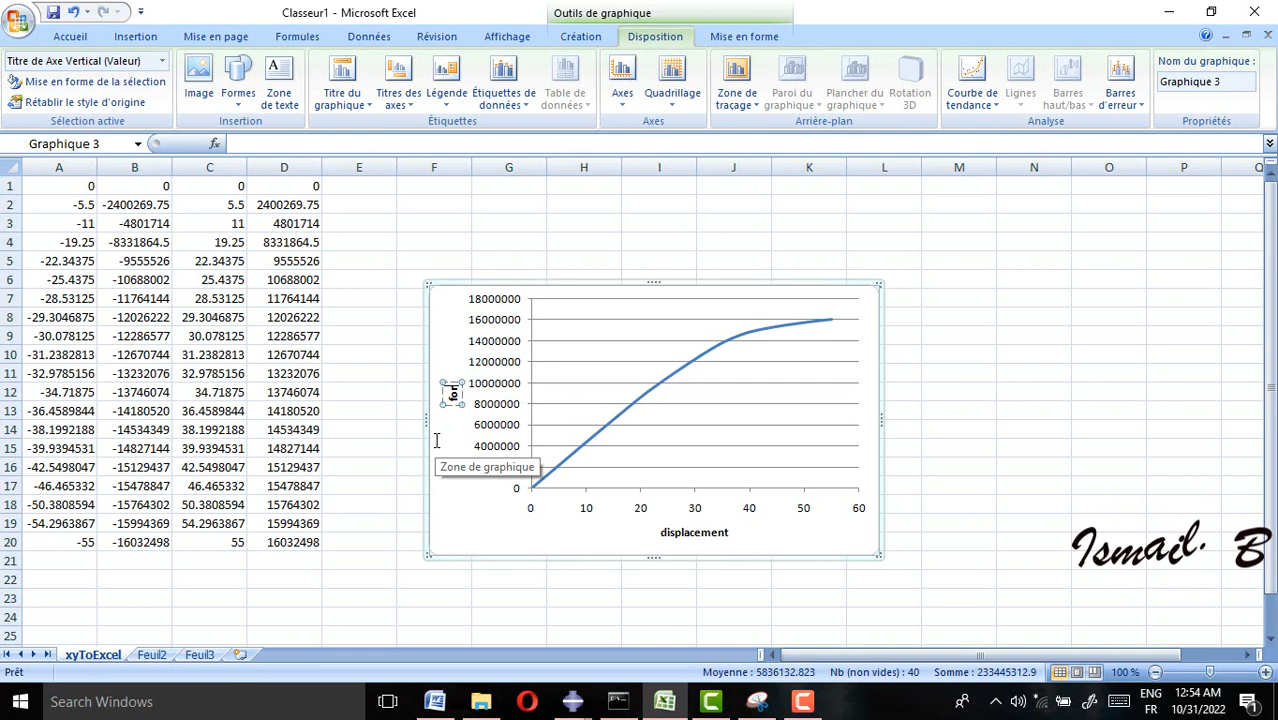 Classeur1 - Microsoft Excel
Outils de graphique
Accueil Insertion Mise en page Formules Données Révision Affichage Création Disposition Mise en forme
Titre de Axe Vertical (Valeur)
Mise en forme de la sélection
Rétablir le style d'origine
Sélection active
Image
Formes
Zone de texte
Insertion
Titre du graphique
Titres des axes
Légende
Étiquettes de données
Table de données
Étiquettes
Axes
Quadrillage
Axes
Zone de traçage
Paroi du graphique
Plancher du graphique
Rotation 3D
Arrière-plan
Courbe de tendance
Lignes
Barres haut/bas
Barres d'erreur
Analyse
Nom du graphique :
Graphique 3
Propriétés
Graphique 3
fx
A B C D E F G H I J K L M N O P Q
1 0 0 0 0
2 -5.5 -2400269.75 5.5 2400269.75
3 -11 -4801714 11 4801714
4 -19.25 -8331864.5 19.25 8331864.5
5 -22.34375 -9555526 22.34375 9555526
6 -25.4375 -10688002 25.4375 10688002
7 -28.53125 -11764144 28.53125 11764144
8 -29.3046875 -12026222 29.3046875 12026222
9 -30.078125 -12286577 30.078125 12286577
10 -31.2382813 -12670744 31.2382813 12670744
11 -32.9785156 -13232076 32.9785156 13232076
12 -34.71875 -13746074 34.71875 13746074
13 -36.4589844 -14180520 36.4589844 14180520
14 -38.1992188 -14534349 38.1992188 14534349
15 -39.9394531 -14827144 39.9394531 14827144
16 -42.5498047 -15129437 42.5498047 15129437
17 -46.465332 -15478847 46.465332 15478847
18 -50.3808594 -15764302 50.3808594 15764302
19 -54.2963867 -15994369 54.2963867 15994369
20 -55 -16032498 55 16032498
21
22
23
24
25
18000000
16000000
14000000
12000000
10000000
8000000
6000000
4000000
0
for
Zone de graphique
0 10 20 30 40 50 60
displacement
Ismail. B
xyToExcel Feuil2 Feuil3
Prêt
Moyenne : 5836132.823 Nb (non vides) : 40 Somme : 233445312.9 100 %
Search Windows
ENG
FR
12:54 AM
10/31/2022